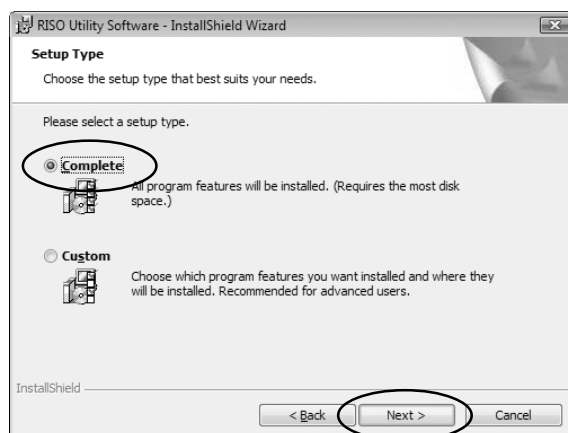 RISO Utility Software - InstallShield Wizard
Setup Type
Choose the setup type that best suits your needs.
Please select a setup type.
Complete
All program features will be installed. (Requires the most disk
space.)
Custom
Choose which program features you want installed and where they
will be installed. Recommended for advanced users.
InstallShield
< Back
Next >
Cancel